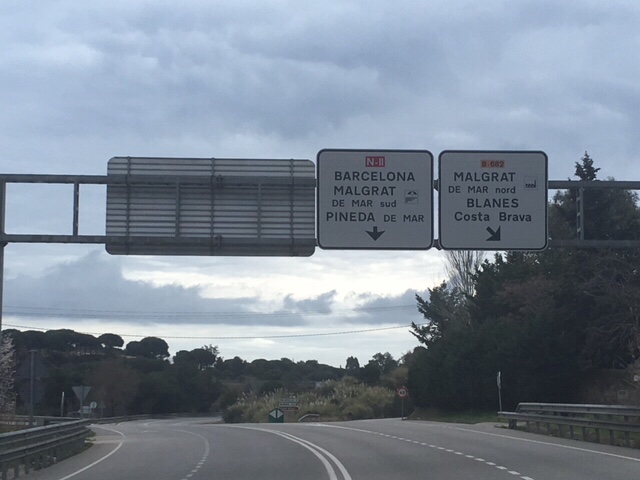 N-II
BARCELONA
MALGRAT
DE MAR sud
PINEDA DE MAR
B-682
MALGRAT
DE MAR nord
BLANES
Costa Brava